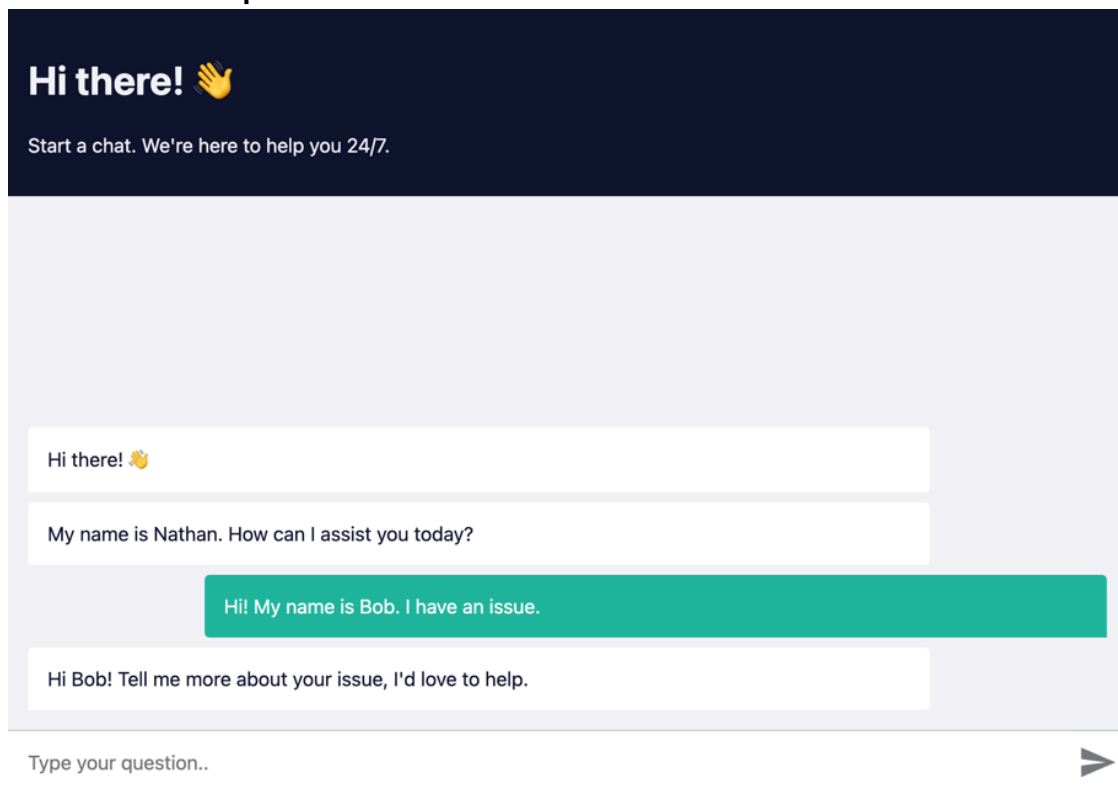 Hi there! 👋
Start a chat. We're here to help you 24/7.
Hi there! 👋
My name is Nathan. How can I assist you today?
Hi! My name is Bob. I have an issue.
Hi Bob! Tell me more about your issue, I'd love to help.
Type your question..